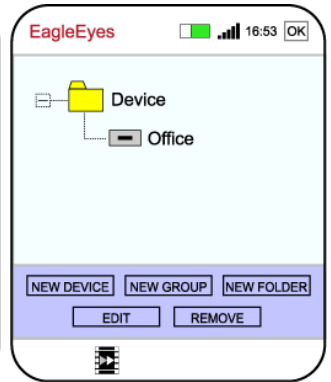 EagleEyes 16:53 OK
Device
Office
NEW DEVICE NEW GROUP NEW FOLDER
EDIT REMOVE